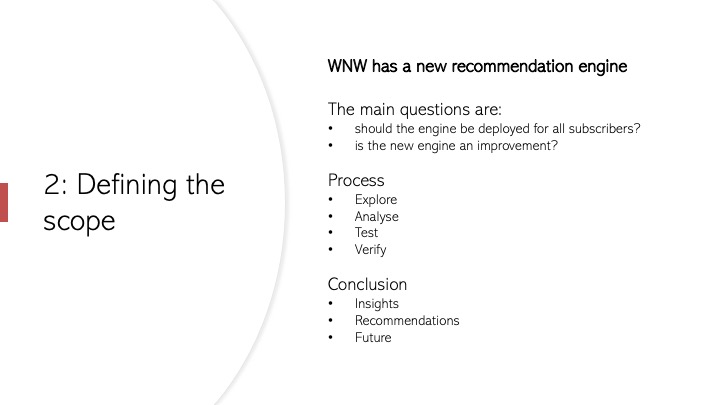 2: Defining the
scope
WNW has a new recommendation engine
The main questions are:
• should the engine be deployed for all subscribers?
• is the new engine an improvement?
Process
• Explore
• Analyse
• Test
• Verify
Conclusion
• Insights
• Recommendations
• Future